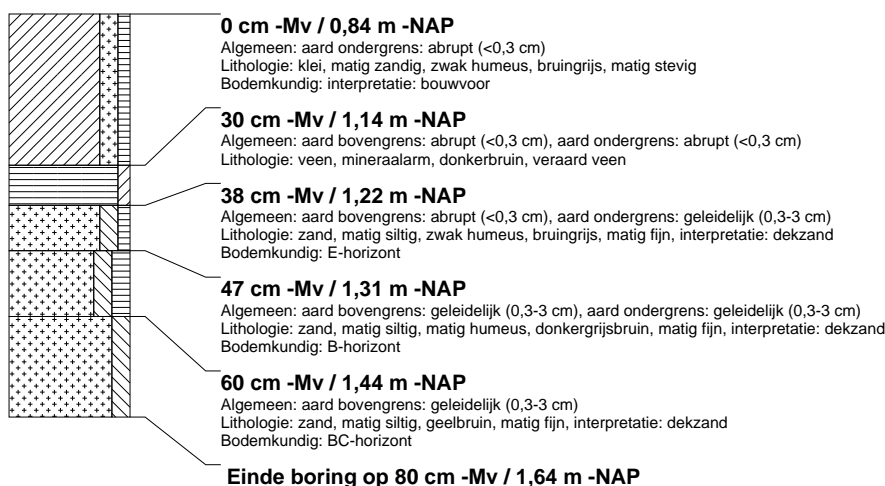 0 cm -Mv / 0,84 m -NAP
Algemeen: aard ondergrens: abrupt (<0,3 cm)
Lithologie: klei, matig zandig, zwak humeus, bruingrijs, matig stevig
Bodemkundig: interpretatie: bouwvoor
30 cm -Mv / 1,14 m -NAP
Algemeen: aard bovengrens: abrupt (<0,3 cm), aard ondergrens: abrupt (<0,3 cm)
Lithologie: veen, mineraalarm, donkerbruin, veraard veen
38 cm -Mv / 1,22 m -NAP
Algemeen: aard bovengrens: abrupt (<0,3 cm), aard ondergrens: geleidelijk (0,3-3 cm)
Lithologie: zand, matig siltig, zwak humeus, bruingrijs, matig fijn, interpretatie: dekzand
Bodemkundig: E-horizont
47 cm -Mv / 1,31 m -NAP
Algemeen: aard bovengrens: geleidelijk (0,3-3 cm), aard ondergrens: geleidelijk (0,3-3 cm)
Lithologie: zand, matig siltig, matig humeus, donkergrijsbruin, matig fijn, interpretatie: dekzand
Bodemkundig: B-horizont
60 cm -Mv / 1,44 m -NAP
Algemeen: aard bovengrens: geleidelijk (0,3-3 cm)
Lithologie: zand, matig siltig, geelbruin, matig fijn, interpretatie: dekzand
Bodemkundig: BC-horizont
Einde boring op 80 cm -Mv / 1,64 m -NAP